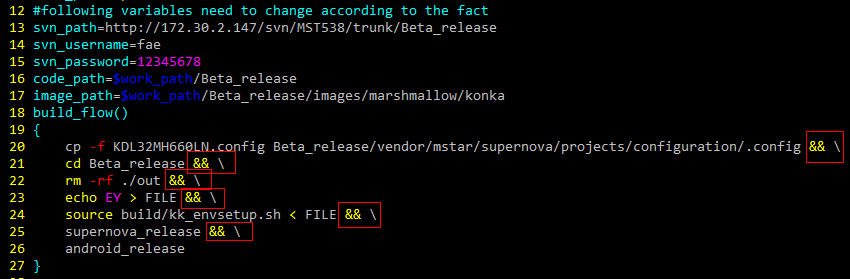 12 #following variables need to change according to the fact
13 svn_path=http://172.30.2.147/svn/MST538/trunk/Beta_release
14 svn_username=fae
15 svn_password=12345678
16 code_path=$work_path/Beta_release
17 image_path=$work_path/Beta_release/images/marshmallow/konka
18 build_flow()
19 {
20     cp -f KDL32MH660LN.config Beta_release/vendor/mstar/supernova/projects/configuration/.config && \
21     cd Beta_release && \
22     rm -rf ./out && \
23     echo EY > FILE && \
24     source build/kk_envsetup.sh < FILE && \
25     supernova_release && \
26     android_release
27 }